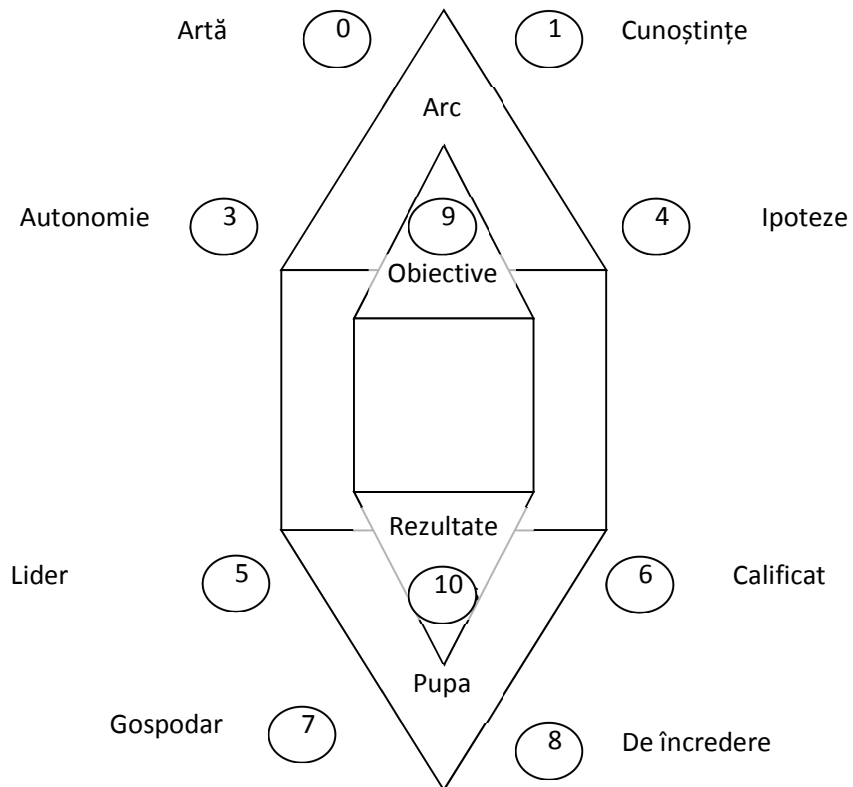 Artă 0 1 Cunoștințe
Arc
Autonomie 3 9 4 Ipoteze
Obiective
Rezultate
Lider 5 10 6 Calificat
Pupa
Gospodar 7 8 De încredere